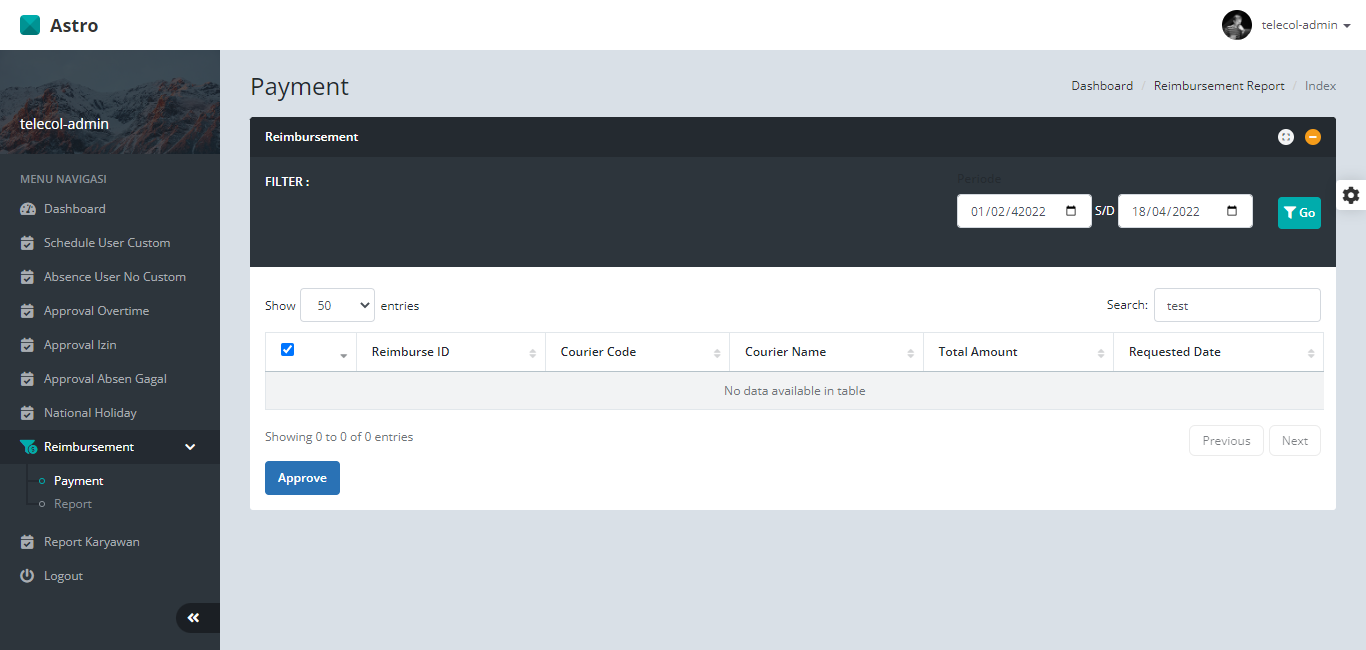 Astro
telecol-admin
telecol-admin
MENU NAVIGASI
Dashboard
Schedule User Custom
Absence User No Custom
Approval Overtime
Approval Izin
Approval Absen Gagal
National Holiday
Reimbursement
Payment
Report
Report Karyawan
Logout
Payment
Dashboard / Reimbursement Report / Index
Reimbursement
FILTER :
Periode
01/02/42022 S/D 18/04/2022 Go
Show 50 entries
Search: test
Reimburse ID Courier Code Courier Name Total Amount Requested Date
No data available in table
Showing 0 to 0 of 0 entries
Previous Next
Approve